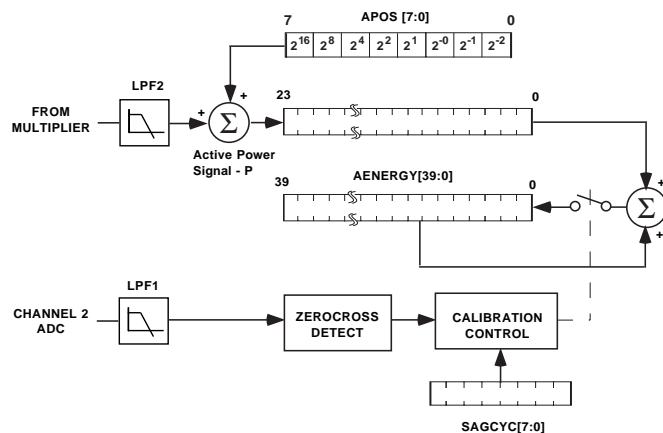 7 APOS [7:0] 0
2^16 2^8 2^4 2^2 2^1 2^-0 2^-1 2^-2
LPF2
FROM
MULTIPLIER
+ +
Σ
Active Power
Signal - P
23 0
39 AENERGY[39:0] 0
+
Σ
+
LPF1
CHANNEL 2
ADC
ZEROCROSS
DETECT
CALIBRATION
CONTROL
SAGCYC[7:0]